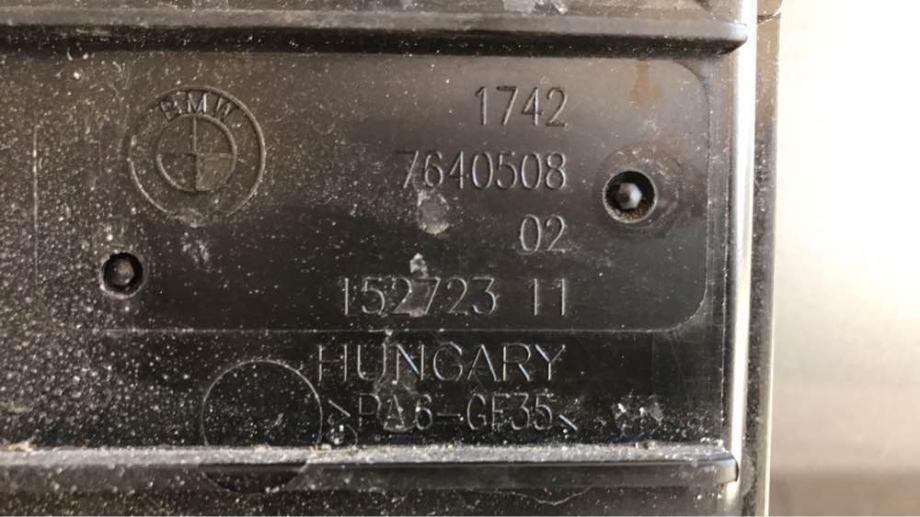 BMW
1742
7640508
02
152723 11
HUNGARY
>PA6-GF35<